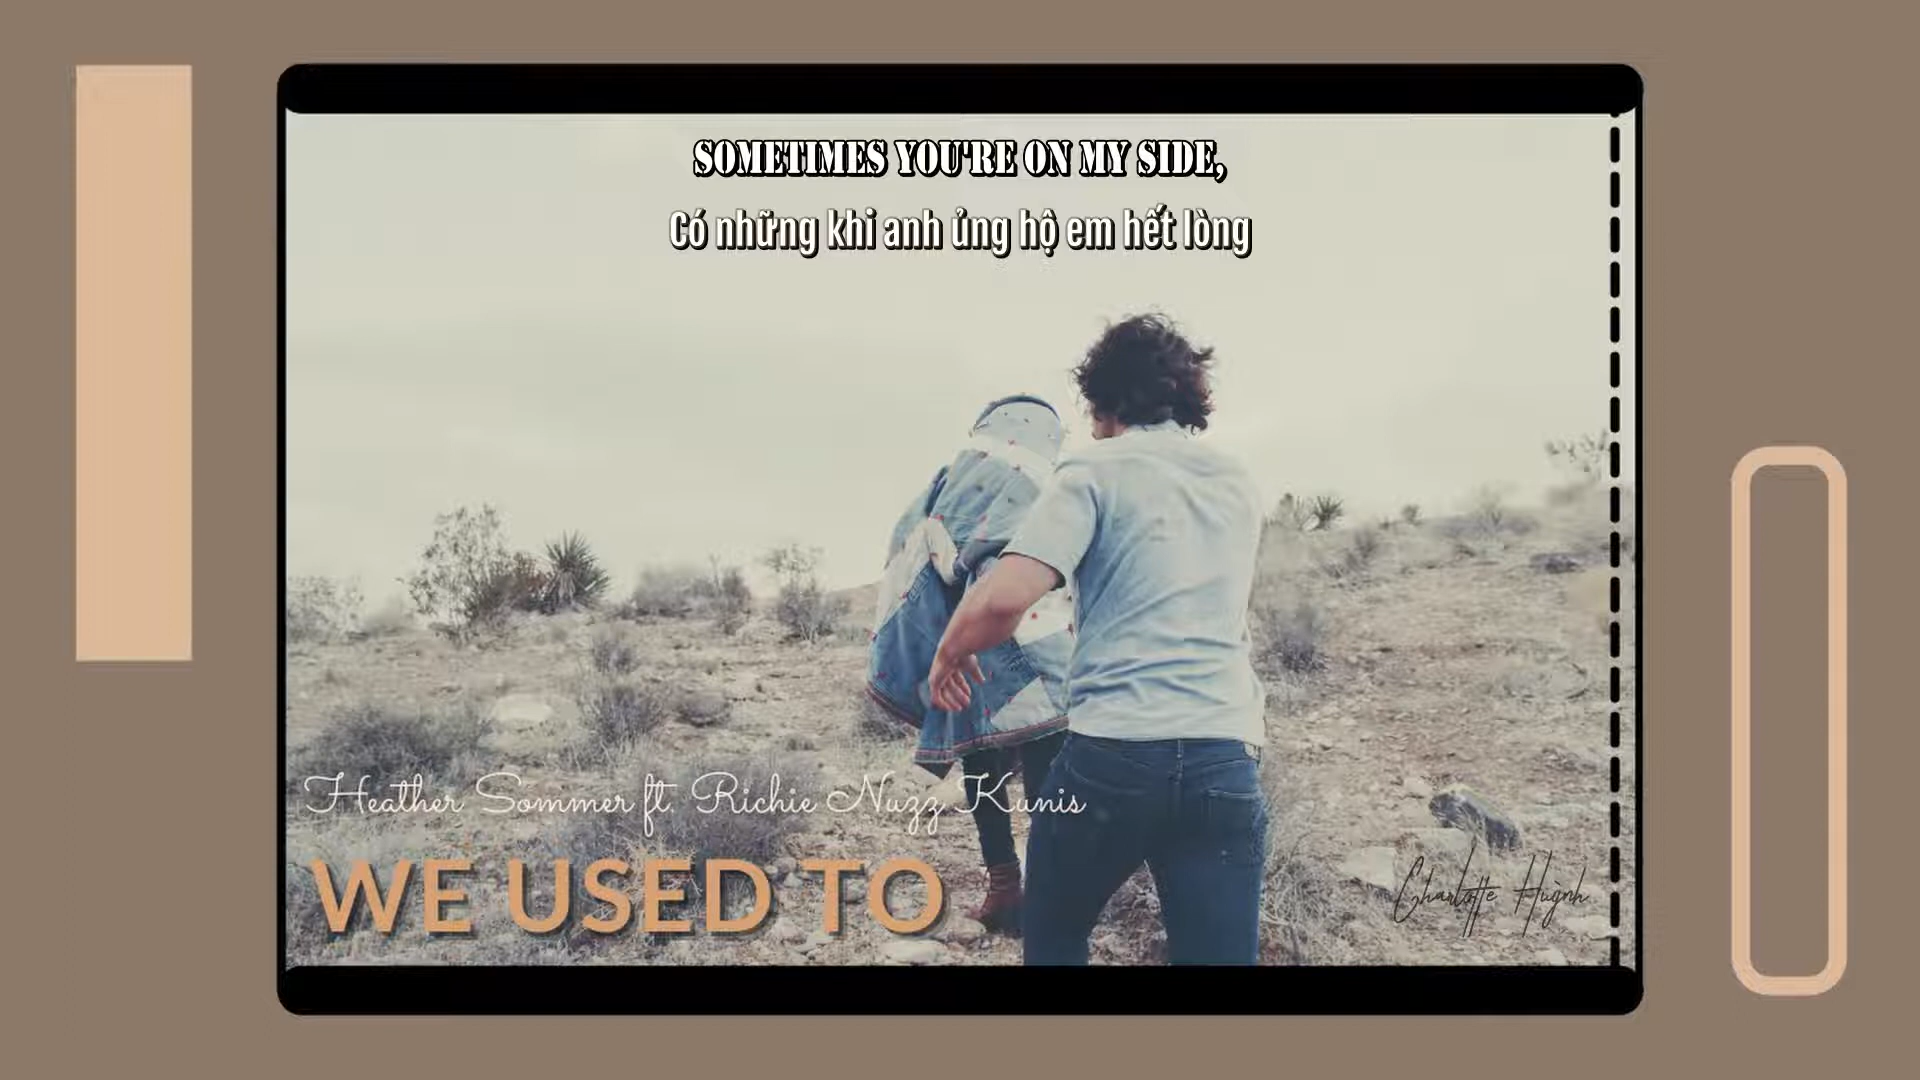 SOMETIMES YOU'RE ON MY SIDE,
Có những khi anh ủng hộ em hết lòng
Heather Sommer ft. Richie Nuzz Kunis
WE USED TO
Charlotte Huỳnh